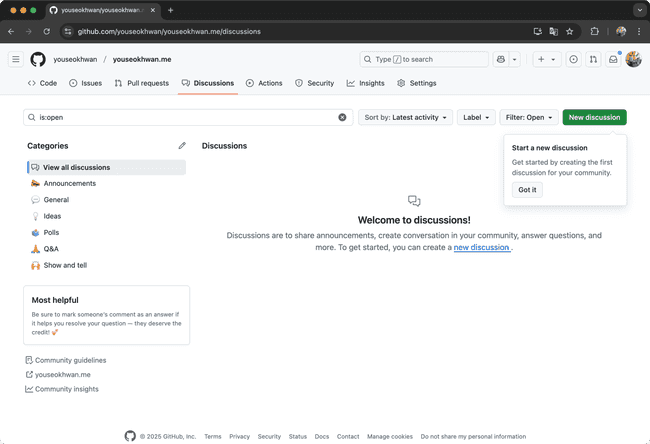 youseokhwan/youseokhwan.m
github.com/youseokhwan/youseokhwan.me/discussions
youseokhwan / youseokhwan.me
Type / to search
Code Issues Pull requests Discussions Actions Security Insights Settings
is:open
Sort by: Latest activity Label Filter: Open New discussion
Categories
Discussions
Start a new discussion
Get started by creating the first
discussion for your community.
Got it
View all discussions
Announcements
General
Ideas
Polls
Q&A
Show and tell
Welcome to discussions!
Discussions are to share announcements, create conversation in your community, answer questions, and
more. To get started, you can create a new discussion .
Most helpful
Be sure to mark someone's comment as an answer if
it helps you resolve your question — they deserve the
credit!
Community guidelines
youseokhwan.me
Community insights
© 2025 GitHub, Inc. Terms Privacy Security Status Docs Contact Manage cookies Do not share my personal information